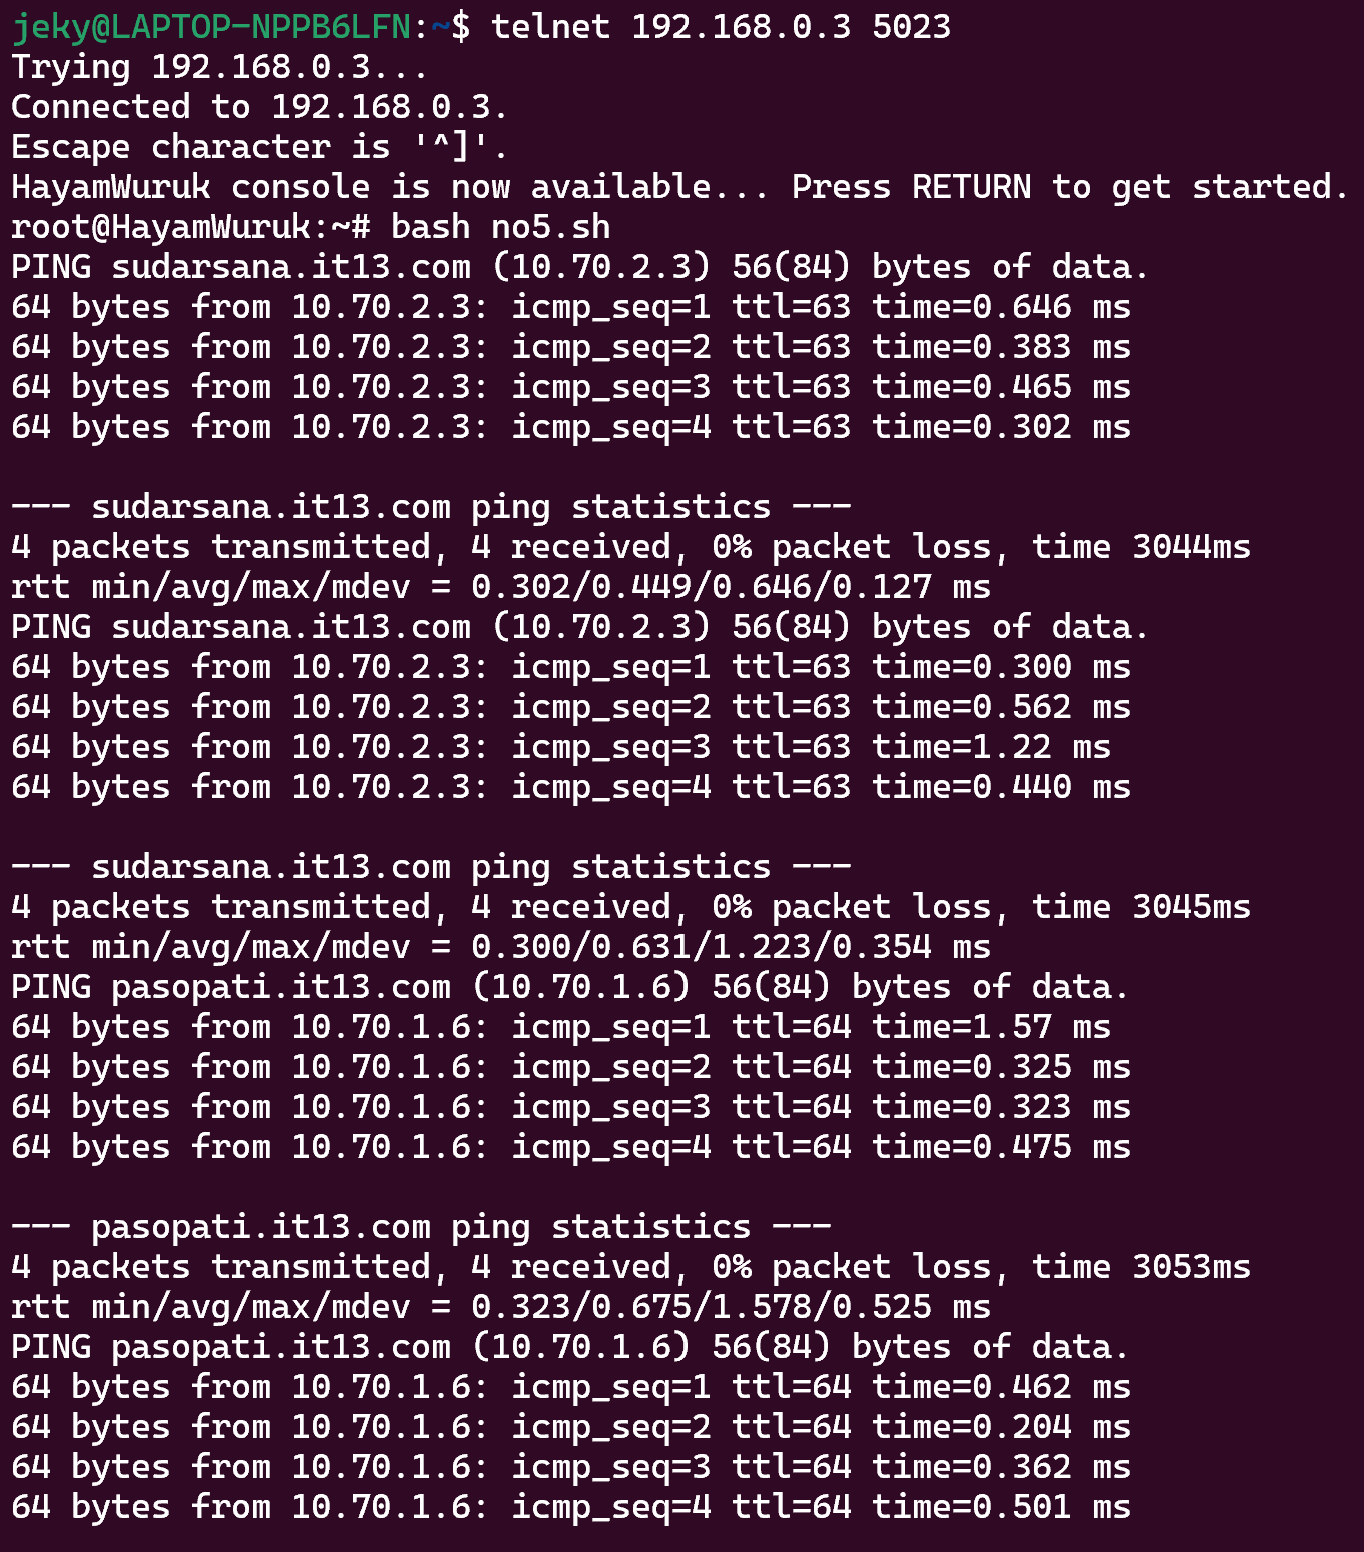 jeky@LAPTOP-NPPB6LFN:~$ telnet 192.168.0.3 5023
Trying 192.168.0.3...
Connected to 192.168.0.3.
Escape character is '^]'.
HayamWuruk console is now available... Press RETURN to get started.
root@HayamWuruk:~# bash no5.sh
PING sudarsana.it13.com (10.70.2.3) 56(84) bytes of data.
64 bytes from 10.70.2.3: icmp_seq=1 ttl=63 time=0.646 ms
64 bytes from 10.70.2.3: icmp_seq=2 ttl=63 time=0.383 ms
64 bytes from 10.70.2.3: icmp_seq=3 ttl=63 time=0.465 ms
64 bytes from 10.70.2.3: icmp_seq=4 ttl=63 time=0.302 ms

--- sudarsana.it13.com ping statistics ---
4 packets transmitted, 4 received, 0% packet loss, time 3044ms
rtt min/avg/max/mdev = 0.302/0.449/0.646/0.127 ms
PING sudarsana.it13.com (10.70.2.3) 56(84) bytes of data.
64 bytes from 10.70.2.3: icmp_seq=1 ttl=63 time=0.300 ms
64 bytes from 10.70.2.3: icmp_seq=2 ttl=63 time=0.562 ms
64 bytes from 10.70.2.3: icmp_seq=3 ttl=63 time=1.22 ms
64 bytes from 10.70.2.3: icmp_seq=4 ttl=63 time=0.440 ms

--- sudarsana.it13.com ping statistics ---
4 packets transmitted, 4 received, 0% packet loss, time 3045ms
rtt min/avg/max/mdev = 0.300/0.631/1.223/0.354 ms
PING pasopati.it13.com (10.70.1.6) 56(84) bytes of data.
64 bytes from 10.70.1.6: icmp_seq=1 ttl=64 time=1.57 ms
64 bytes from 10.70.1.6: icmp_seq=2 ttl=64 time=0.325 ms
64 bytes from 10.70.1.6: icmp_seq=3 ttl=64 time=0.323 ms
64 bytes from 10.70.1.6: icmp_seq=4 ttl=64 time=0.475 ms

--- pasopati.it13.com ping statistics ---
4 packets transmitted, 4 received, 0% packet loss, time 3053ms
rtt min/avg/max/mdev = 0.323/0.675/1.578/0.525 ms
PING pasopati.it13.com (10.70.1.6) 56(84) bytes of data.
64 bytes from 10.70.1.6: icmp_seq=1 ttl=64 time=0.462 ms
64 bytes from 10.70.1.6: icmp_seq=2 ttl=64 time=0.204 ms
64 bytes from 10.70.1.6: icmp_seq=3 ttl=64 time=0.362 ms
64 bytes from 10.70.1.6: icmp_seq=4 ttl=64 time=0.501 ms